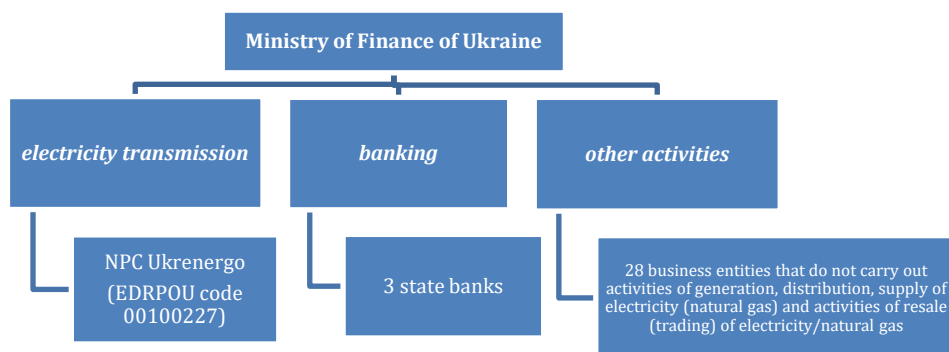 Ministry of Finance of Ukraine
electricity transmission
banking
other activities
NPC Ukrenergo
(EDRPOU code
00100227)
3 state banks
28 business entities that do not carry out
activities of generation, distribution, supply of
electricity (natural gas) and activities of resale
(trading) of electricity/natural gas